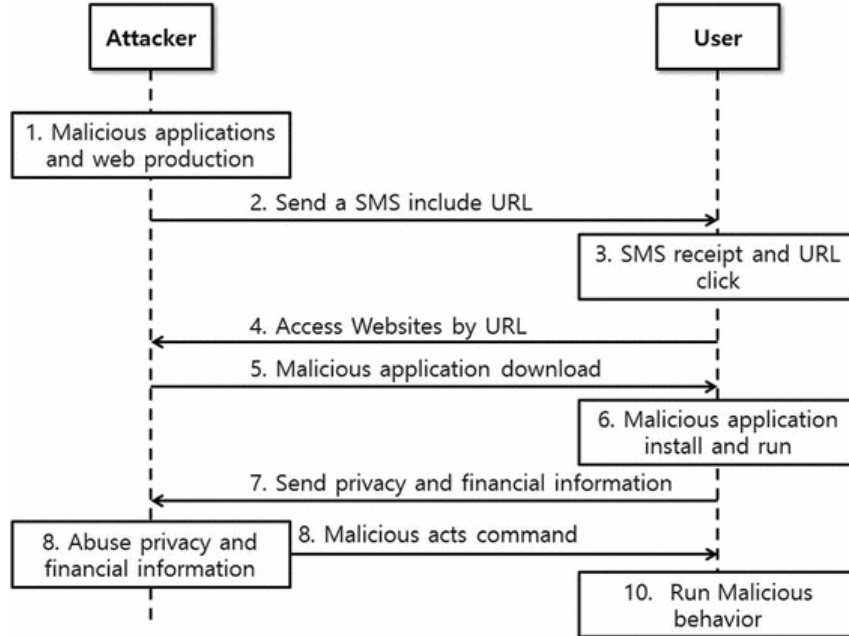 Attacker
User
1. Malicious applications
and web production
2. Send a SMS include URL
3. SMS receipt and URL
click
4. Access Websites by URL
5. Malicious application download
6. Malicious application
install and run
7. Send privacy and financial information
8. Abuse privacy and
financial information
8. Malicious acts command
10. Run Malicious
behavior